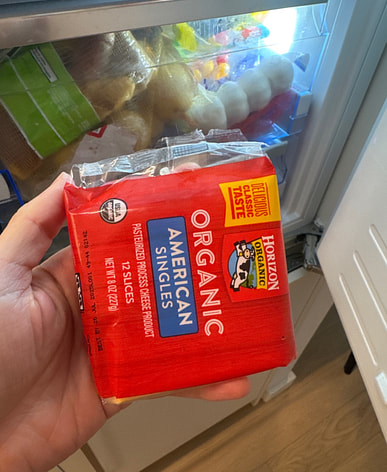 DELICIOUS
CLASSIC
TASTE
HORIZON
ORGANIC
ORGANIC
AMERICAN
SINGLES
PASTEURIZED PROCESS CHEESE PRODUCT
12 SLICES
NET WT 8 OZ (227g)